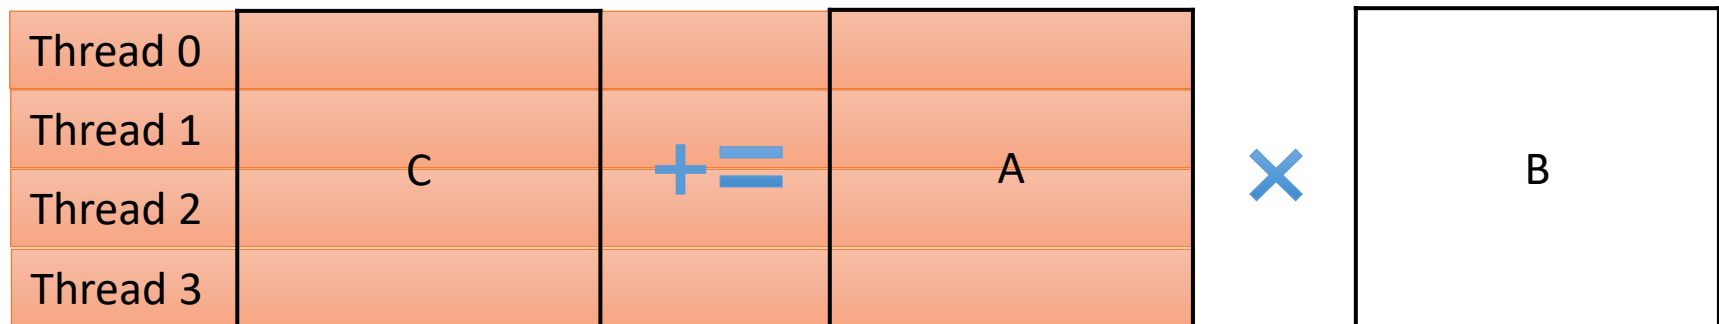 Thread 0
Thread 1
C += A × B
Thread 2
Thread 3